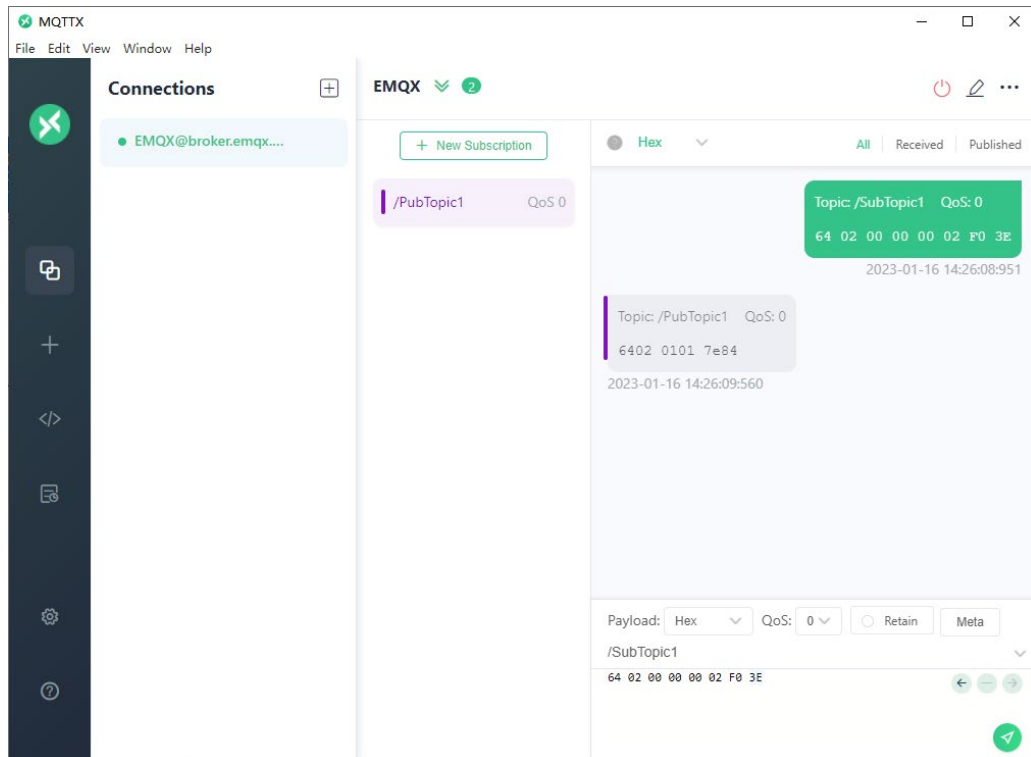 MQTTX
File Edit View Window Help
Connections
EMQX@broker.emqx....
EMQX 2
+ New Subscription
/PubTopic1 QoS 0
Hex
All Received Published
Topic: /SubTopic1 QoS: 0
64 02 00 00 00 02 F0 3E
2023-01-16 14:26:08:951
Topic: /PubTopic1 QoS: 0
6402 0101 7e84
2023-01-16 14:26:09:560
Payload: Hex QoS: 0 Retain Meta
/SubTopic1
64 02 00 00 00 02 F0 3E